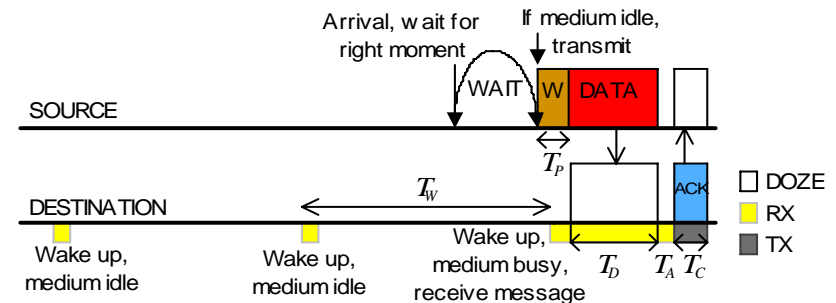 Arrival, wait for
right moment
If medium idle,
transmit
WAIT
W
DATA
SOURCE
T_P
T_W
ACK
DESTINATION
DOZE
RX
TX
Wake up,
medium idle
Wake up,
medium idle
Wake up,
medium busy,
receive message
T_D
T_A
T_C